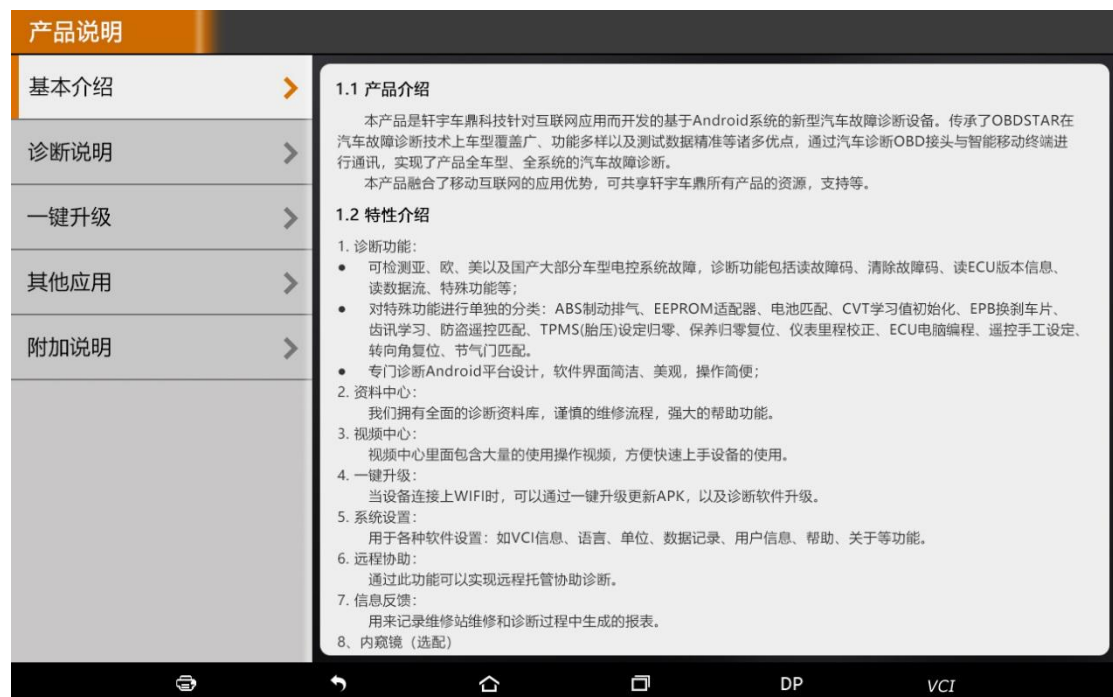 产品说明
基本介绍
诊断说明
一键升级
其他应用
附加说明
1.1 产品介绍
本产品是轩宇车鼎科技针对互联网应用而开发的基于Android系统的新型汽车故障诊断设备。传承了OBDSTAR在
汽车故障诊断技术上车型覆盖广、功能多样以及测试数据精准等诸多优点，通过汽车诊断OBD接头与智能移动终端进
行通讯，实现了产品全车型、全系统的汽车故障诊断。
本产品融合了移动互联网的应用优势，可共享轩宇车鼎所有产品的资源，支持等。
1.2 特性介绍
1. 诊断功能：
● 可检测亚、欧、美以及国产大部分车型电控系统故障，诊断功能包括读故障码、清除故障码、读ECU版本信息、
读数据流、特殊功能等；
● 对特殊功能进行单独的分类：ABS制动排气、EEPROM适配器、电池匹配、CVT学习值初始化、EPB换刹车片、
齿讯学习、防盗遥控匹配、TPMS(胎压)设定归零、保养归零复位、仪表里程校正、ECU电脑编程、遥控手工设定、
转向角复位、节气门匹配。
● 专门诊断Android平台设计，软件界面简洁、美观，操作简便；
2. 资料中心：
我们拥有全面的诊断资料库，谨慎的维修流程，强大的帮助功能。
3. 视频中心：
视频中心里面包含大量的使用操作视频，方便快速上手设备的使用。
4. 一键升级：
当设备连接上WIFI时，可以通过一键升级更新APK，以及诊断软件升级。
5. 系统设置：
用于各种软件设置：如VCI信息、语言、单位、数据记录、用户信息、帮助、关于等功能。
6. 远程协助：
通过此功能可以实现远程托管协助诊断。
7. 信息反馈：
用来记录维修站维修和诊断过程中生成的报表。
8、内窥镜（选配）
DP
VCI